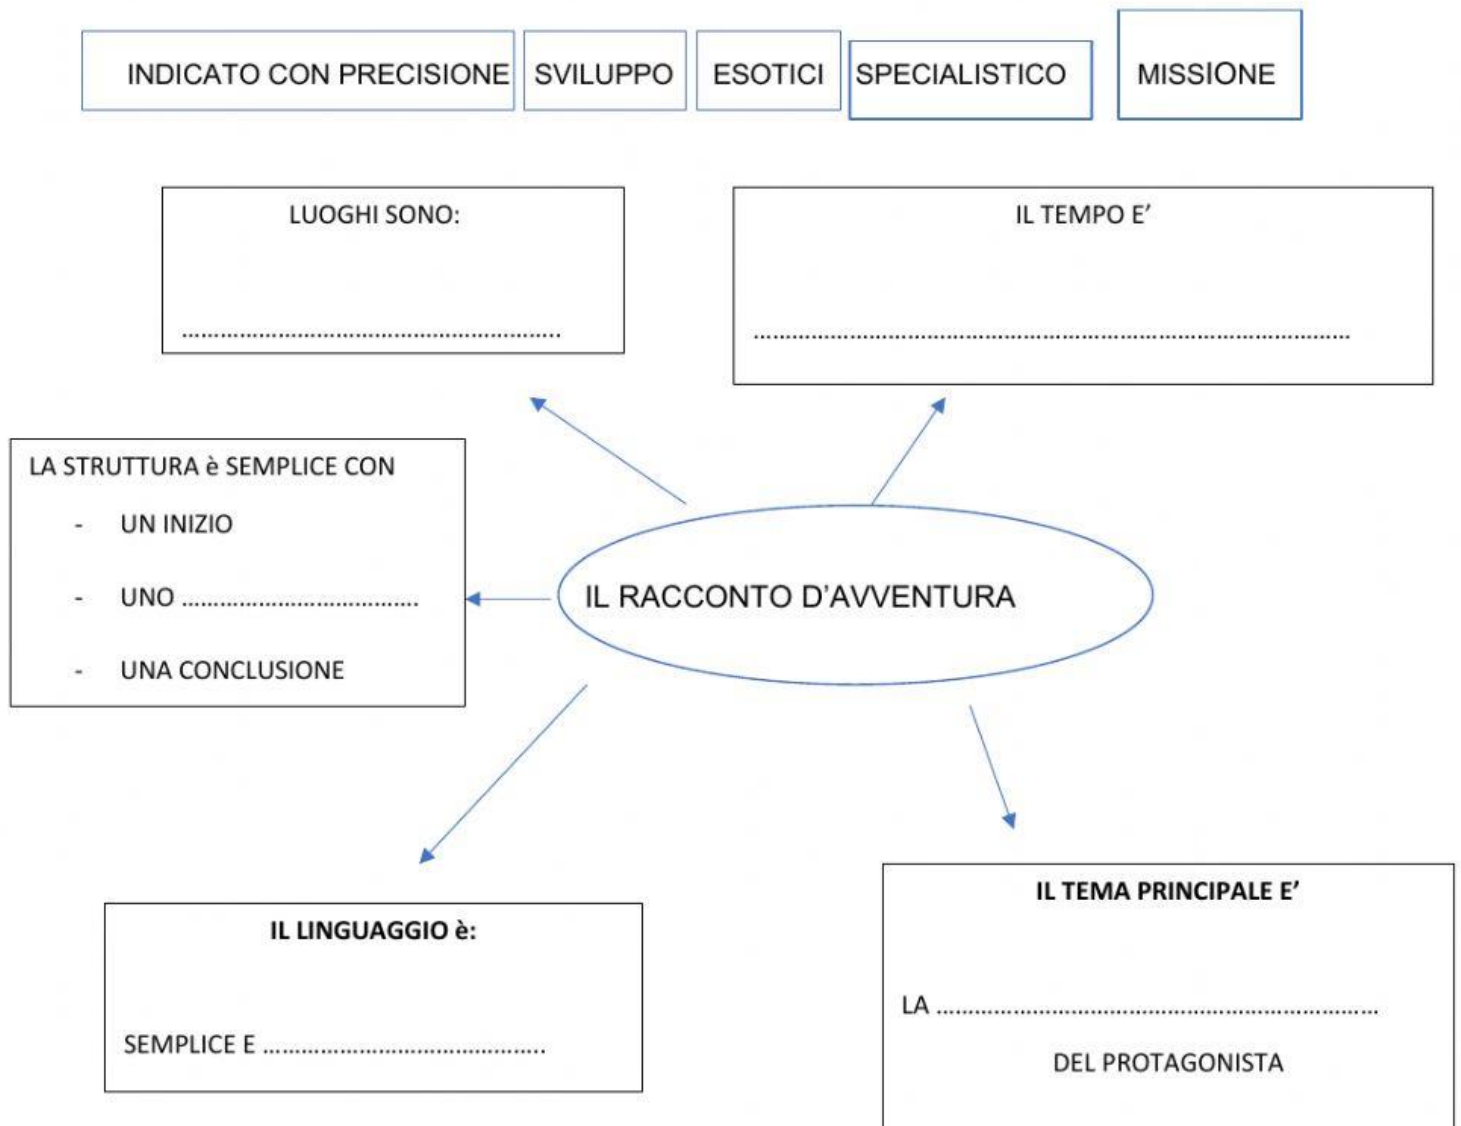 INDICATO CON PRECISIONE
SVILUPPO
ESOTICI
SPECIALISTICO
MISSIONE
LUOGHI SONO:
......................................................
IL TEMPO E’
......................................................
LA STRUTTURA è SEMPLICE CON
- UN INIZIO
- UNO ......................................
- UNA CONCLUSIONE
IL RACCONTO D’AVVENTURA
IL LINGUAGGIO è:
SEMPLICE E ......................................
IL TEMA PRINCIPALE E’
LA ......................................................
DEL PROTAGONISTA